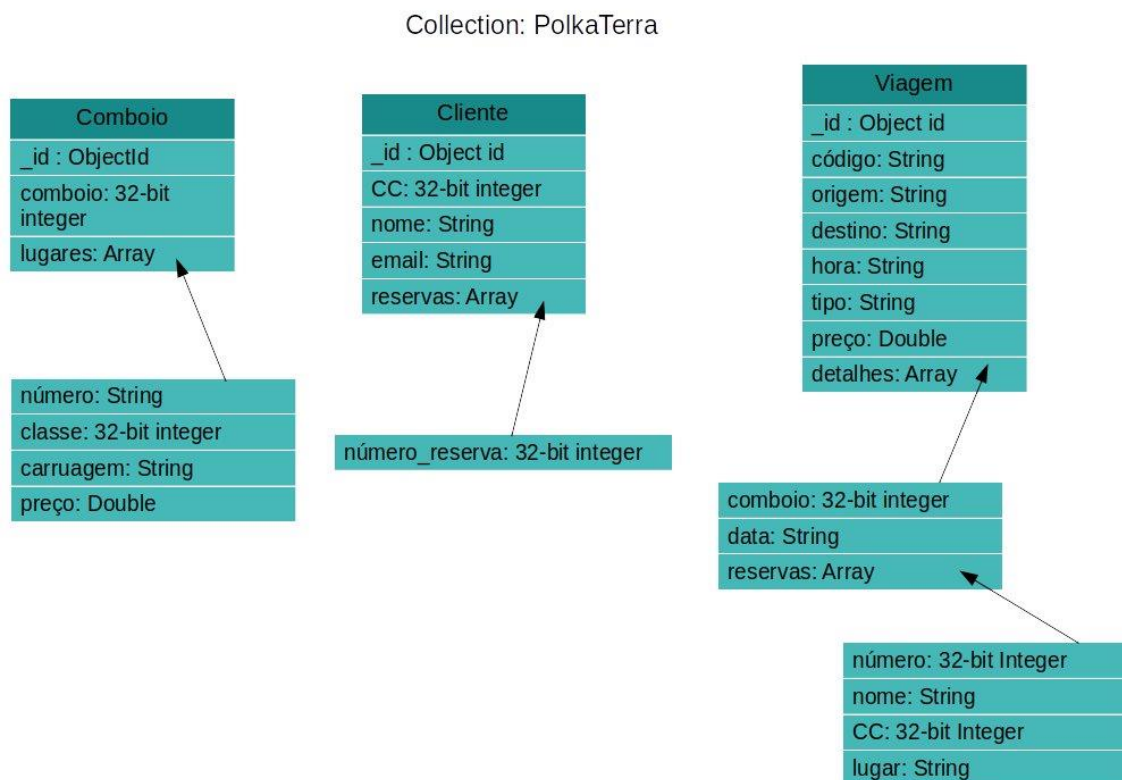 Collection: PolkaTerra
Comboio
_id : ObjectId
comboio: 32-bit
integer
lugares: Array
número: String
classe: 32-bit integer
carruagem: String
preço: Double
Cliente
_id : Object id
CC: 32-bit integer
nome: String
email: String
reservas: Array
número_reserva: 32-bit integer
Viagem
_id : Object id
código: String
origem: String
destino: String
hora: String
tipo: String
preço: Double
detalhes: Array
comboio: 32-bit integer
data: String
reservas: Array
número: 32-bit Integer
nome: String
CC: 32-bit Integer
lugar: String